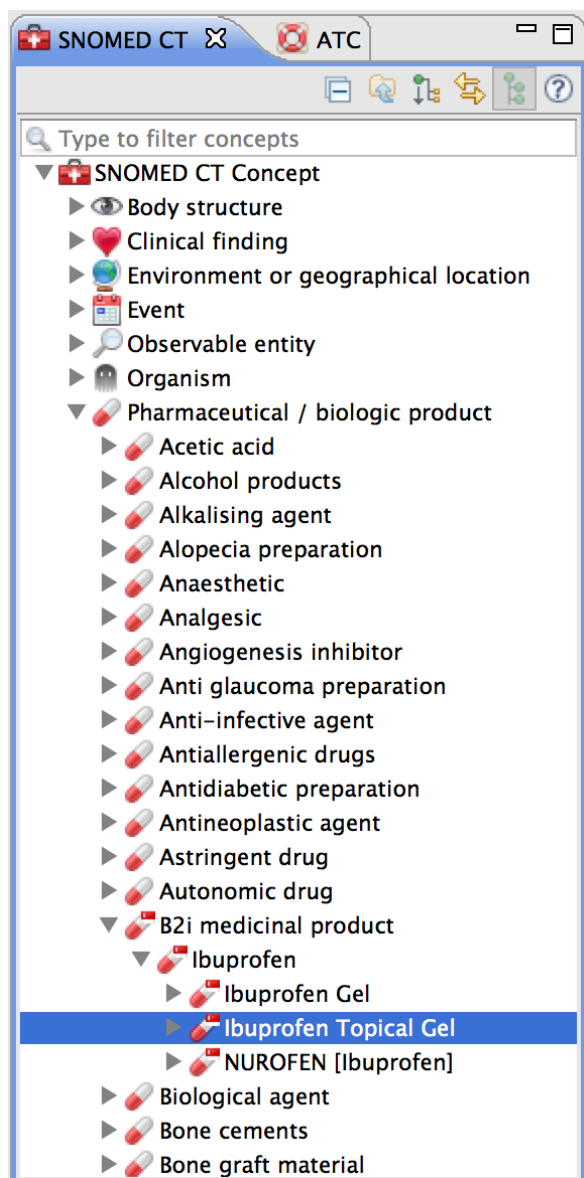 SNOMED CT ATC
Type to filter concepts
SNOMED CT Concept
Body structure
Clinical finding
Environment or geographical location
Event
Observable entity
Organism
Pharmaceutical / biologic product
Acetic acid
Alcohol products
Alkalising agent
Alopecia preparation
Anaesthetic
Analgesic
Angiogenesis inhibitor
Anti glaucoma preparation
Anti-infective agent
Antiallergenic drugs
Antidiabetic preparation
Antineoplastic agent
Astringent drug
Autonomic drug
B2i medicinal product
Ibuprofen
Ibuprofen Gel
Ibuprofen Topical Gel
NUROFEN [Ibuprofen]
Biological agent
Bone cements
Bone graft material